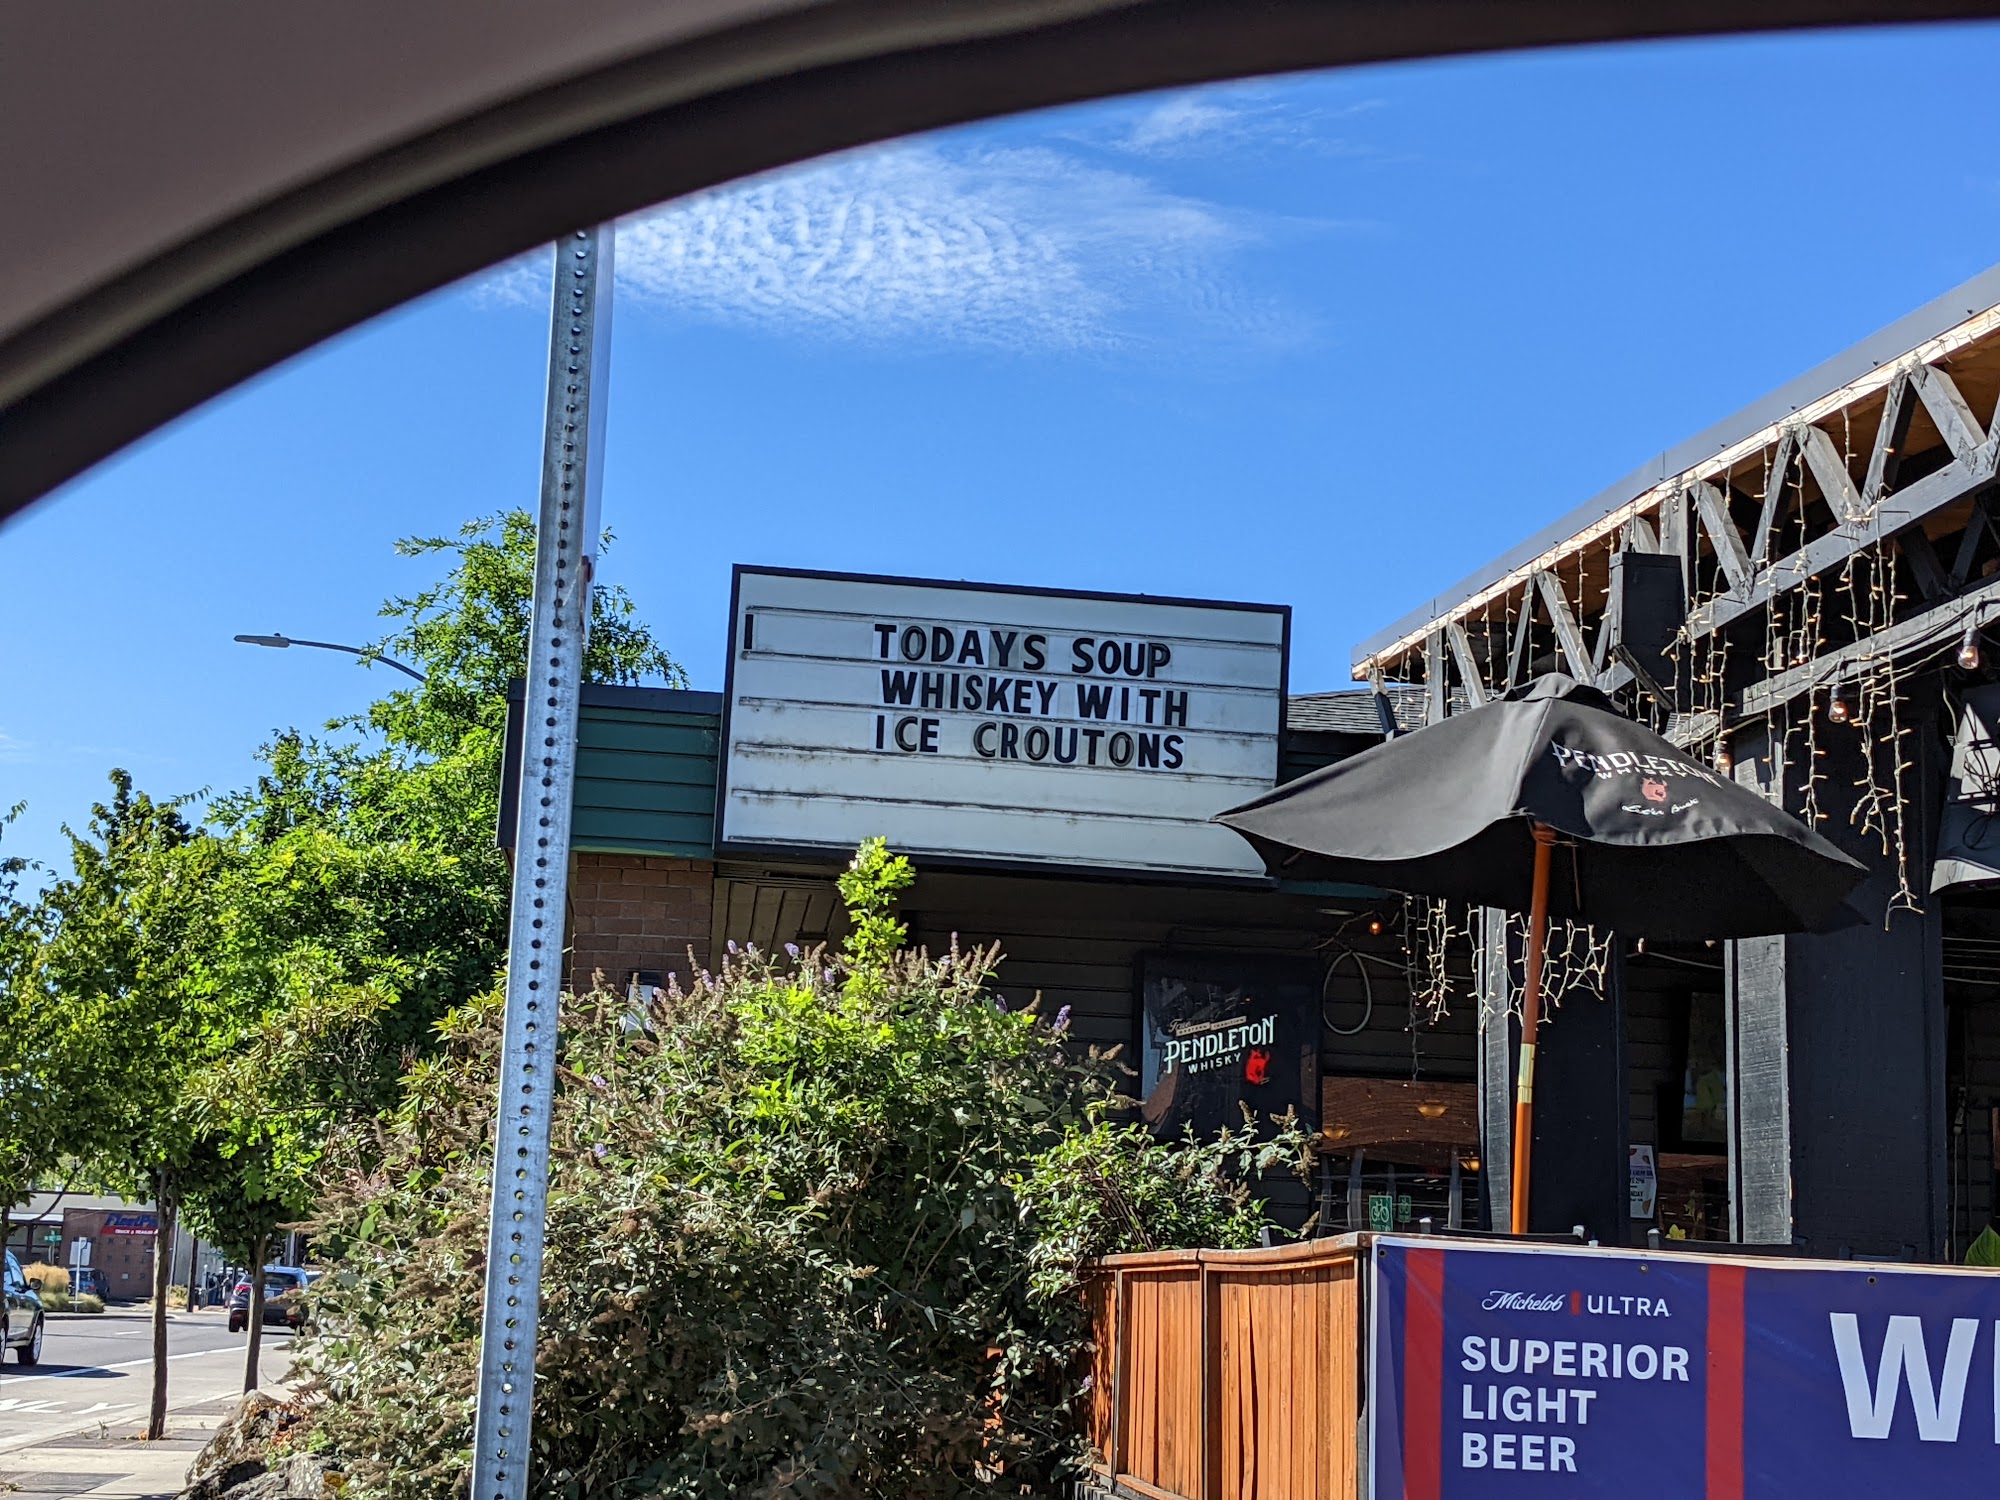 TODAYS SOUP
WHISKEY WITH
ICE CROUTONS
PENDLETON
WHISKY
PENDLETON
WHISKY
Michelob ULTRA
SUPERIOR
LIGHT
BEER